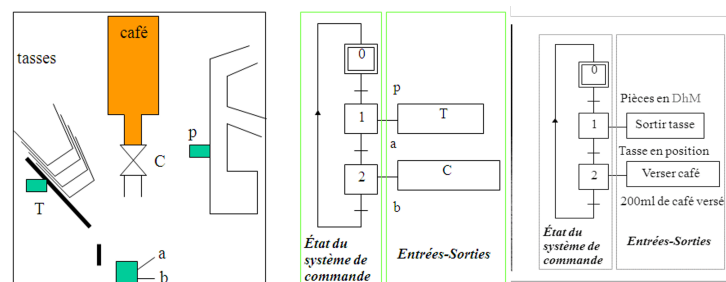 café
tasses
p
C
T
a
b
0
p
1
T
a
2
C
b
État du
système de
commande
Entrées-Sorties
0
Pièces en DhM
1
Sortir tasse
Tasse en position
2
Verser café
200ml de café versé
État du
système de
commande
Entrées-Sorties